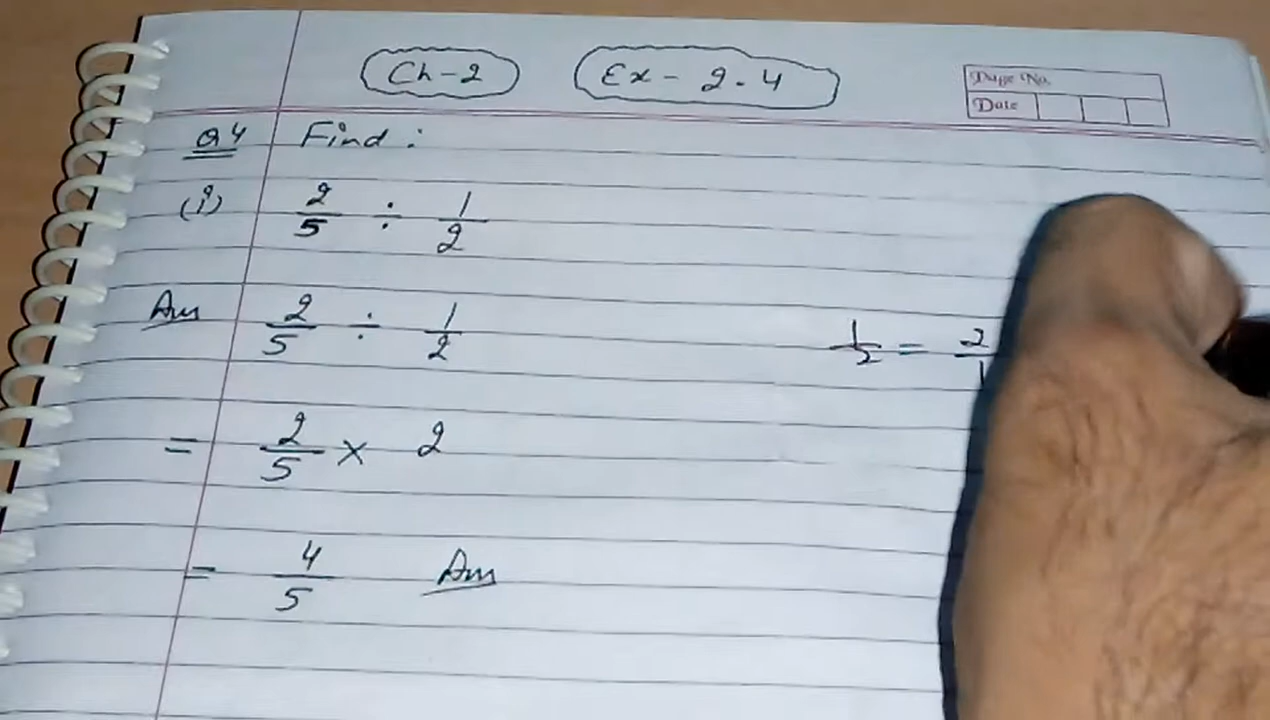 Ch-2 Ex-2.4
Page No.
Date
Q4 Find:
(i) 2/5 ÷ 1/2
Ans 2/5 ÷ 1/2
1/2 = 2/1
= 2/5 × 2
= 4/5 Ans